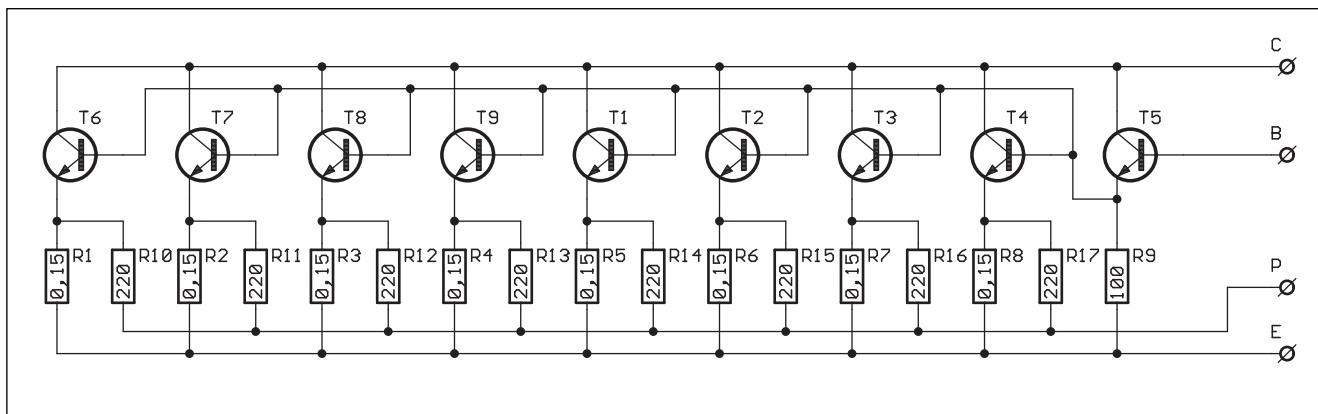 C
T6 T7 T8 T9 T1 T2 T3 T4 T5
B
R1 R10 R2 R11 R3 R12 R4 R13 R5 R14 R6 R15 R7 R16 R8 R17 R9
0,15 220 0,15 220 0,15 220 0,15 220 0,15 220 0,15 220 0,15 220 0,15 220 100
P
E